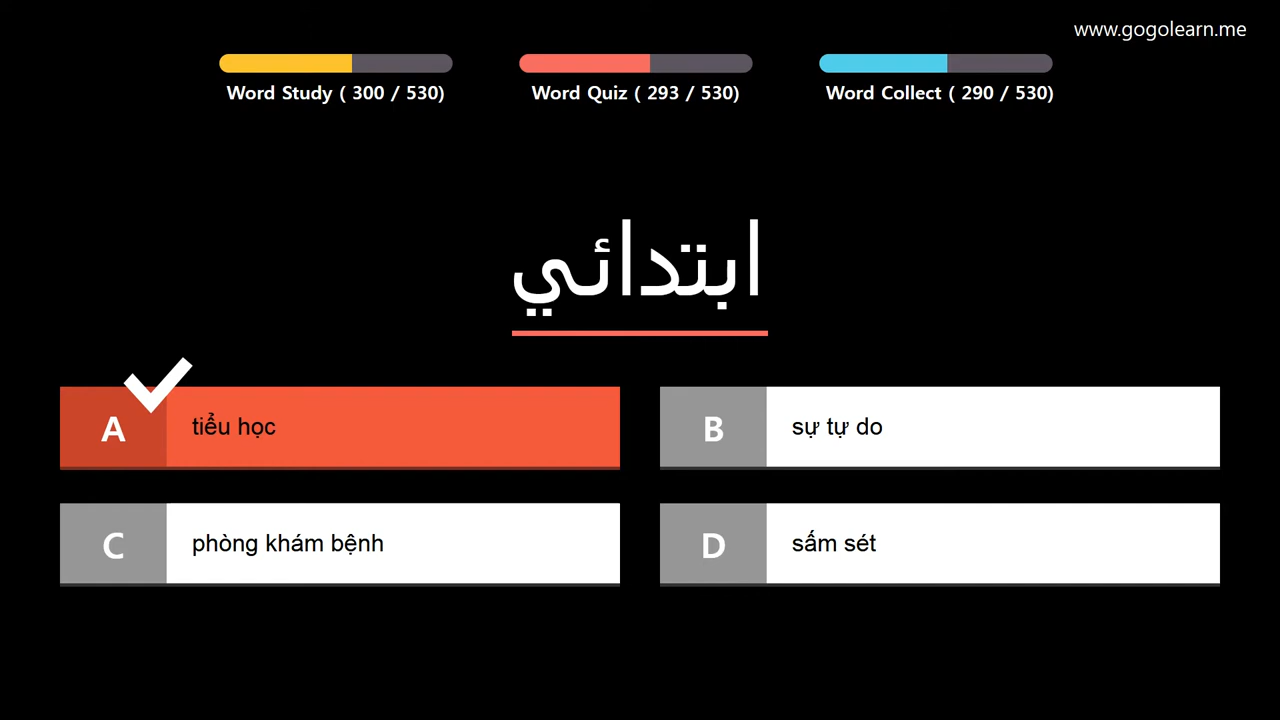 www.gogolearn.me
Word Study ( 300 / 530)
Word Quiz ( 293 / 530)
Word Collect ( 290 / 530)
ابتدائي
A
tiểu học
B
sự tự do
C
phòng khám bệnh
D
sấm sét